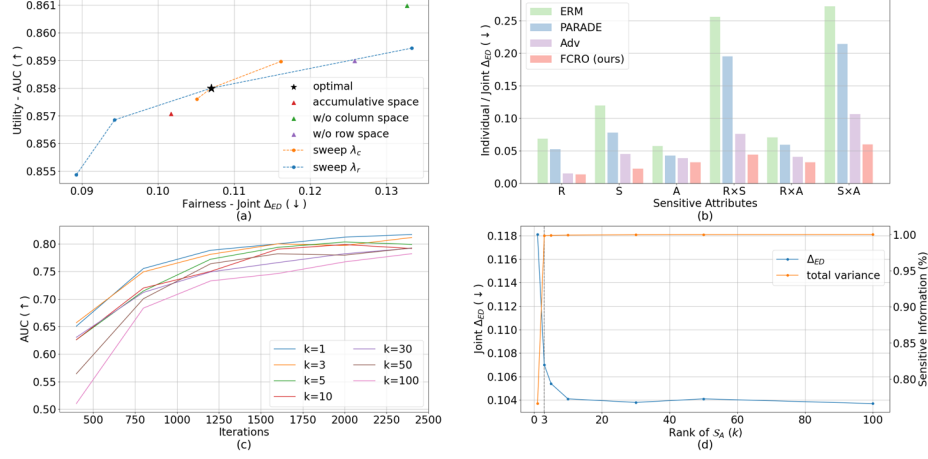 0.861
0.860
0.859
0.858
0.857
0.855
Utility - AUC (↑)
optimal
accumulative space
w/o column space
w/o row space
sweep λc
sweep λr
0.09 0.10 0.11 0.12 0.13
Fairness - Joint ΔED (↓)
(a)
0.25
0.20
0.15
0.10
0.05
0.00
Individual / Joint ΔED (↓)
ERM
PARADE
Adv
FCRO (ours)
R S A R×S R×A S×A
Sensitive Attributes
(b)
0.80
0.75
0.70
0.65
0.60
0.55
0.50
AUC (↑)
k=1 k=30
k=3 k=50
k=5 k=100
k=10
500 750 1000 1250 1500 1750 2000 2250 2500
Iterations
(c)
0.118
0.116
0.114
0.112
0.110
0.108
0.106
0.104
Joint ΔED (↓)
ΔED
total variance
1.00
0.95
0.90
0.85
0.80
Sensitive Information (%)
0 3 20 40 60 80 100
Rank of SA (k)
(d)